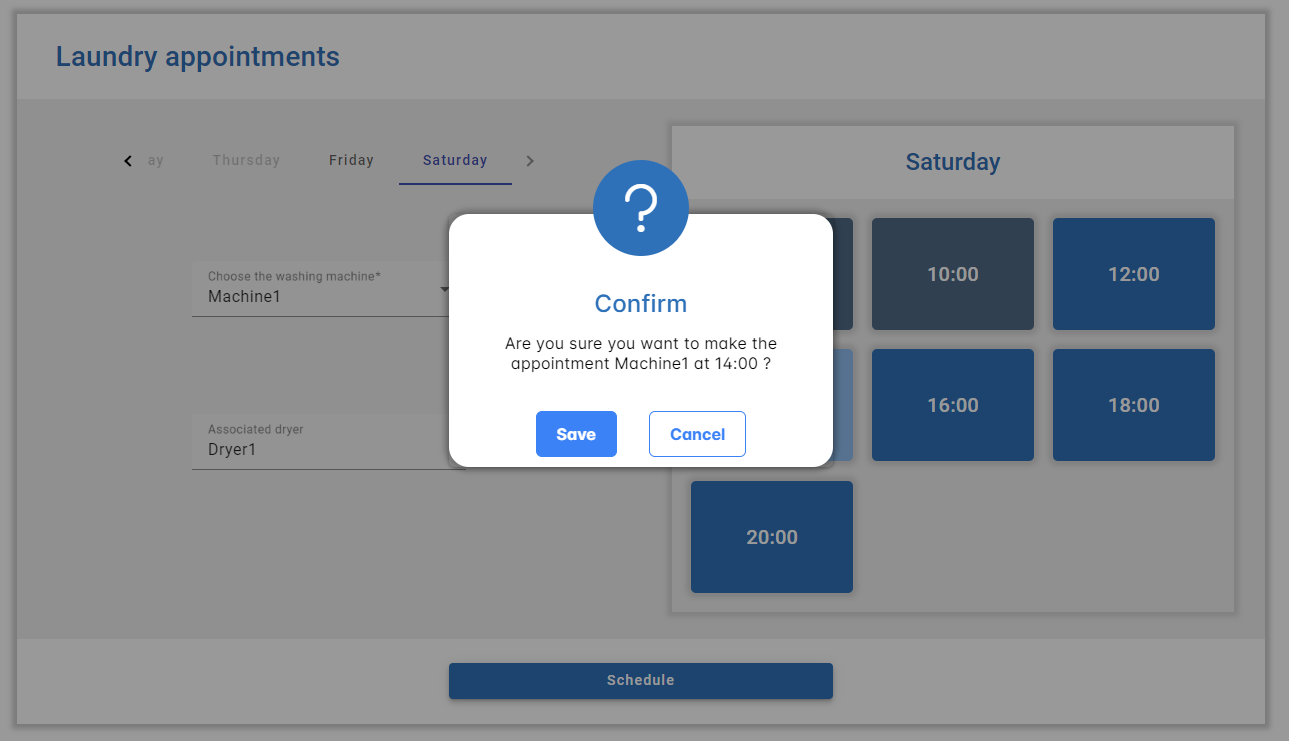 Laundry appointments
ay
Thursday
Friday
Saturday
Saturday
10:00
12:00
Choose the washing machine*
Machine1
?
Confirm
Are you sure you want to make the
appointment Machine1 at 14:00 ?
Save
Cancel
16:00
18:00
Associated dryer
Dryer1
20:00
Schedule